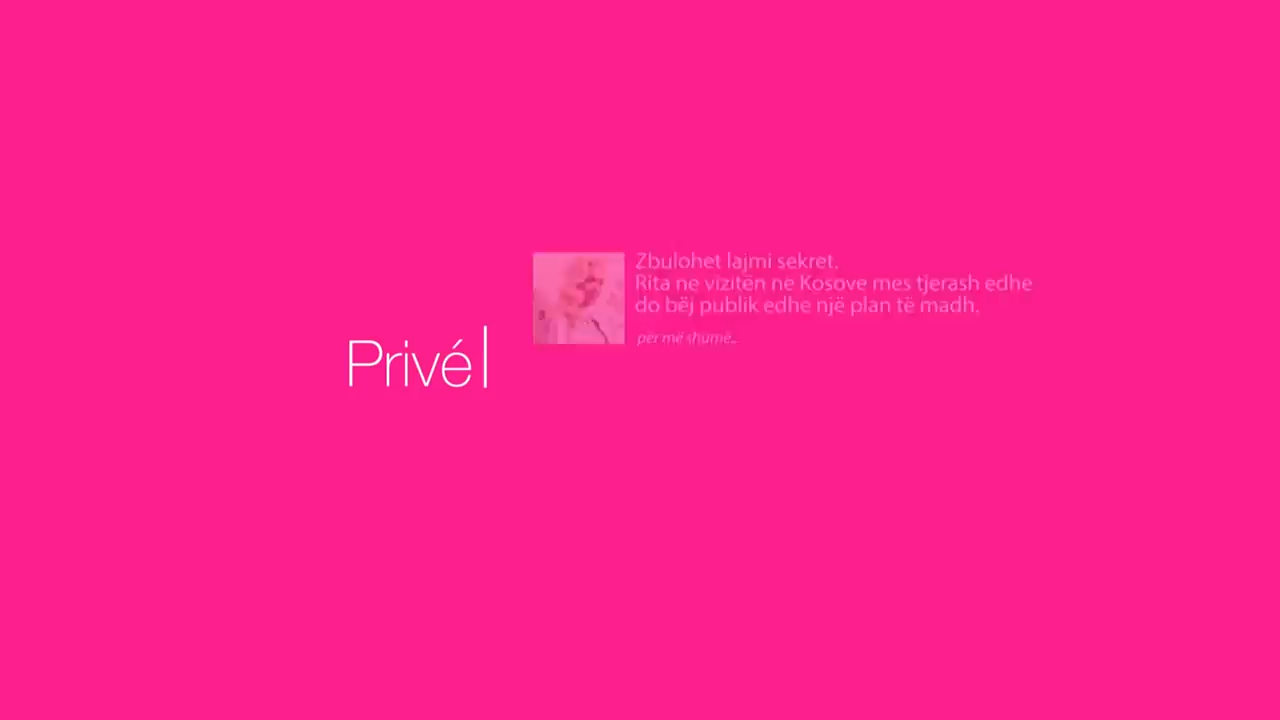 Privé
Zbulohet lajmi sekret.
Rita ne vizitën ne Kosove mes tjerash edhe
do bëj publik edhe një plan të madh.
për më shumë..